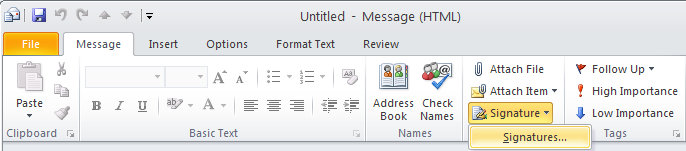 Untitled - Message (HTML)
File Message Insert Options Format Text Review
Paste
Clipboard
B I U A
Basic Text
Address Book
Check Names
Names
Attach File
Attach Item
Signature
Signatures...
Follow Up
High Importance
Low Importance
Tags